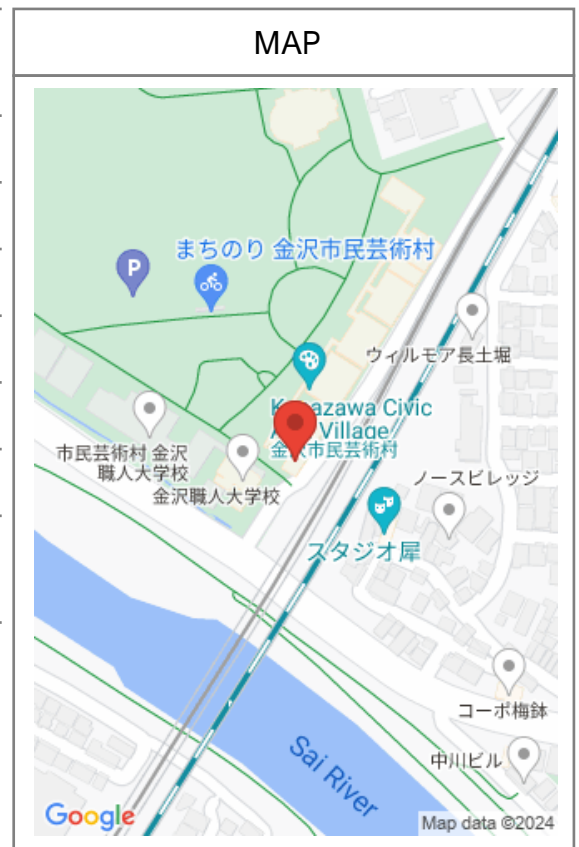 MAP
まちのり 金沢市民芸術村
P
ウィルモア長土堀
Civic
Village
金沢市民芸術村
市民芸術村 金沢
職人大学校
金沢職人大学校
ノースビレッジ
スタジオ犀
コーポ梅鉢
中川ビル
Sai River
Google
Map data ©2024